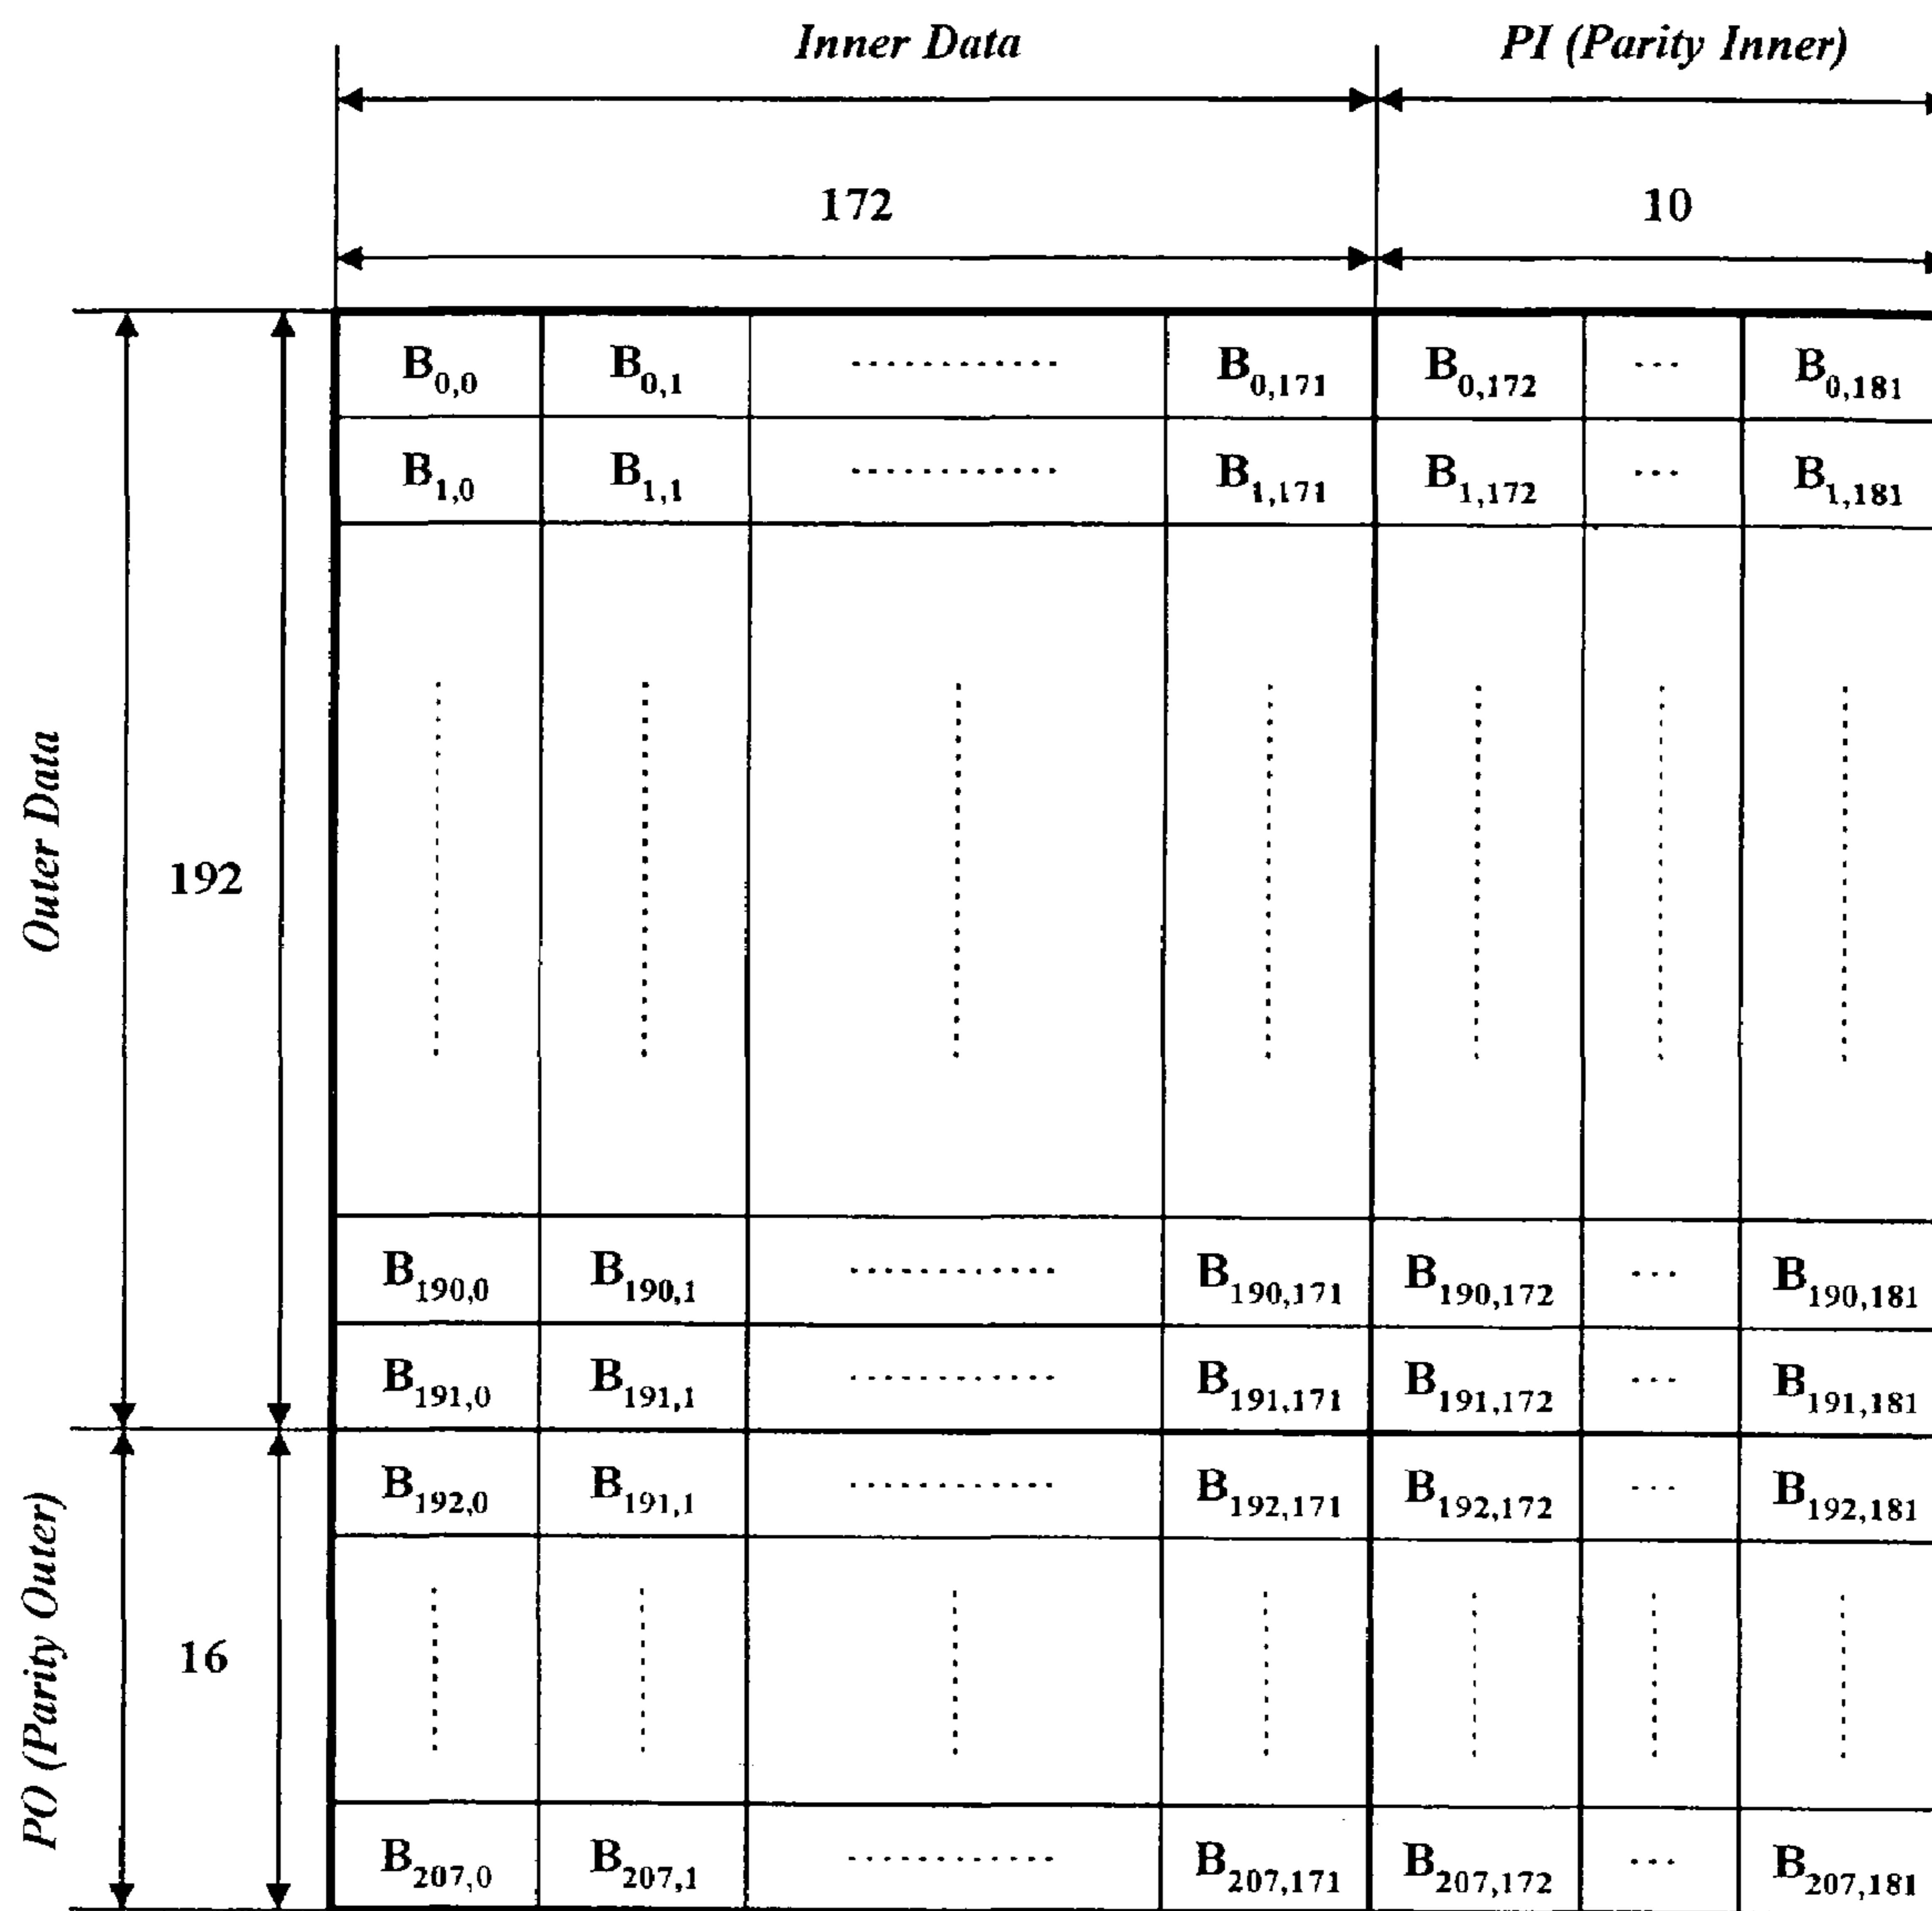 Inner Data PI (Parity Inner)
172 10
B0,0 B0,1 ············ B0,171 B0,172 ··· B0,181
B1,0 B1,1 ············ B1,171 B1,172 ··· B1,181
Outer Data
192
B190,0 B190,1 ············ B190,171 B190,172 ··· B190,181
B191,0 B191,1 ············ B191,171 B191,172 ··· B191,181
B192,0 B191,1 ············ B192,171 B192,172 ··· B192,181
PO (Parity Outer)
16
B207,0 B207,1 ············ B207,171 B207,172 ··· B207,181